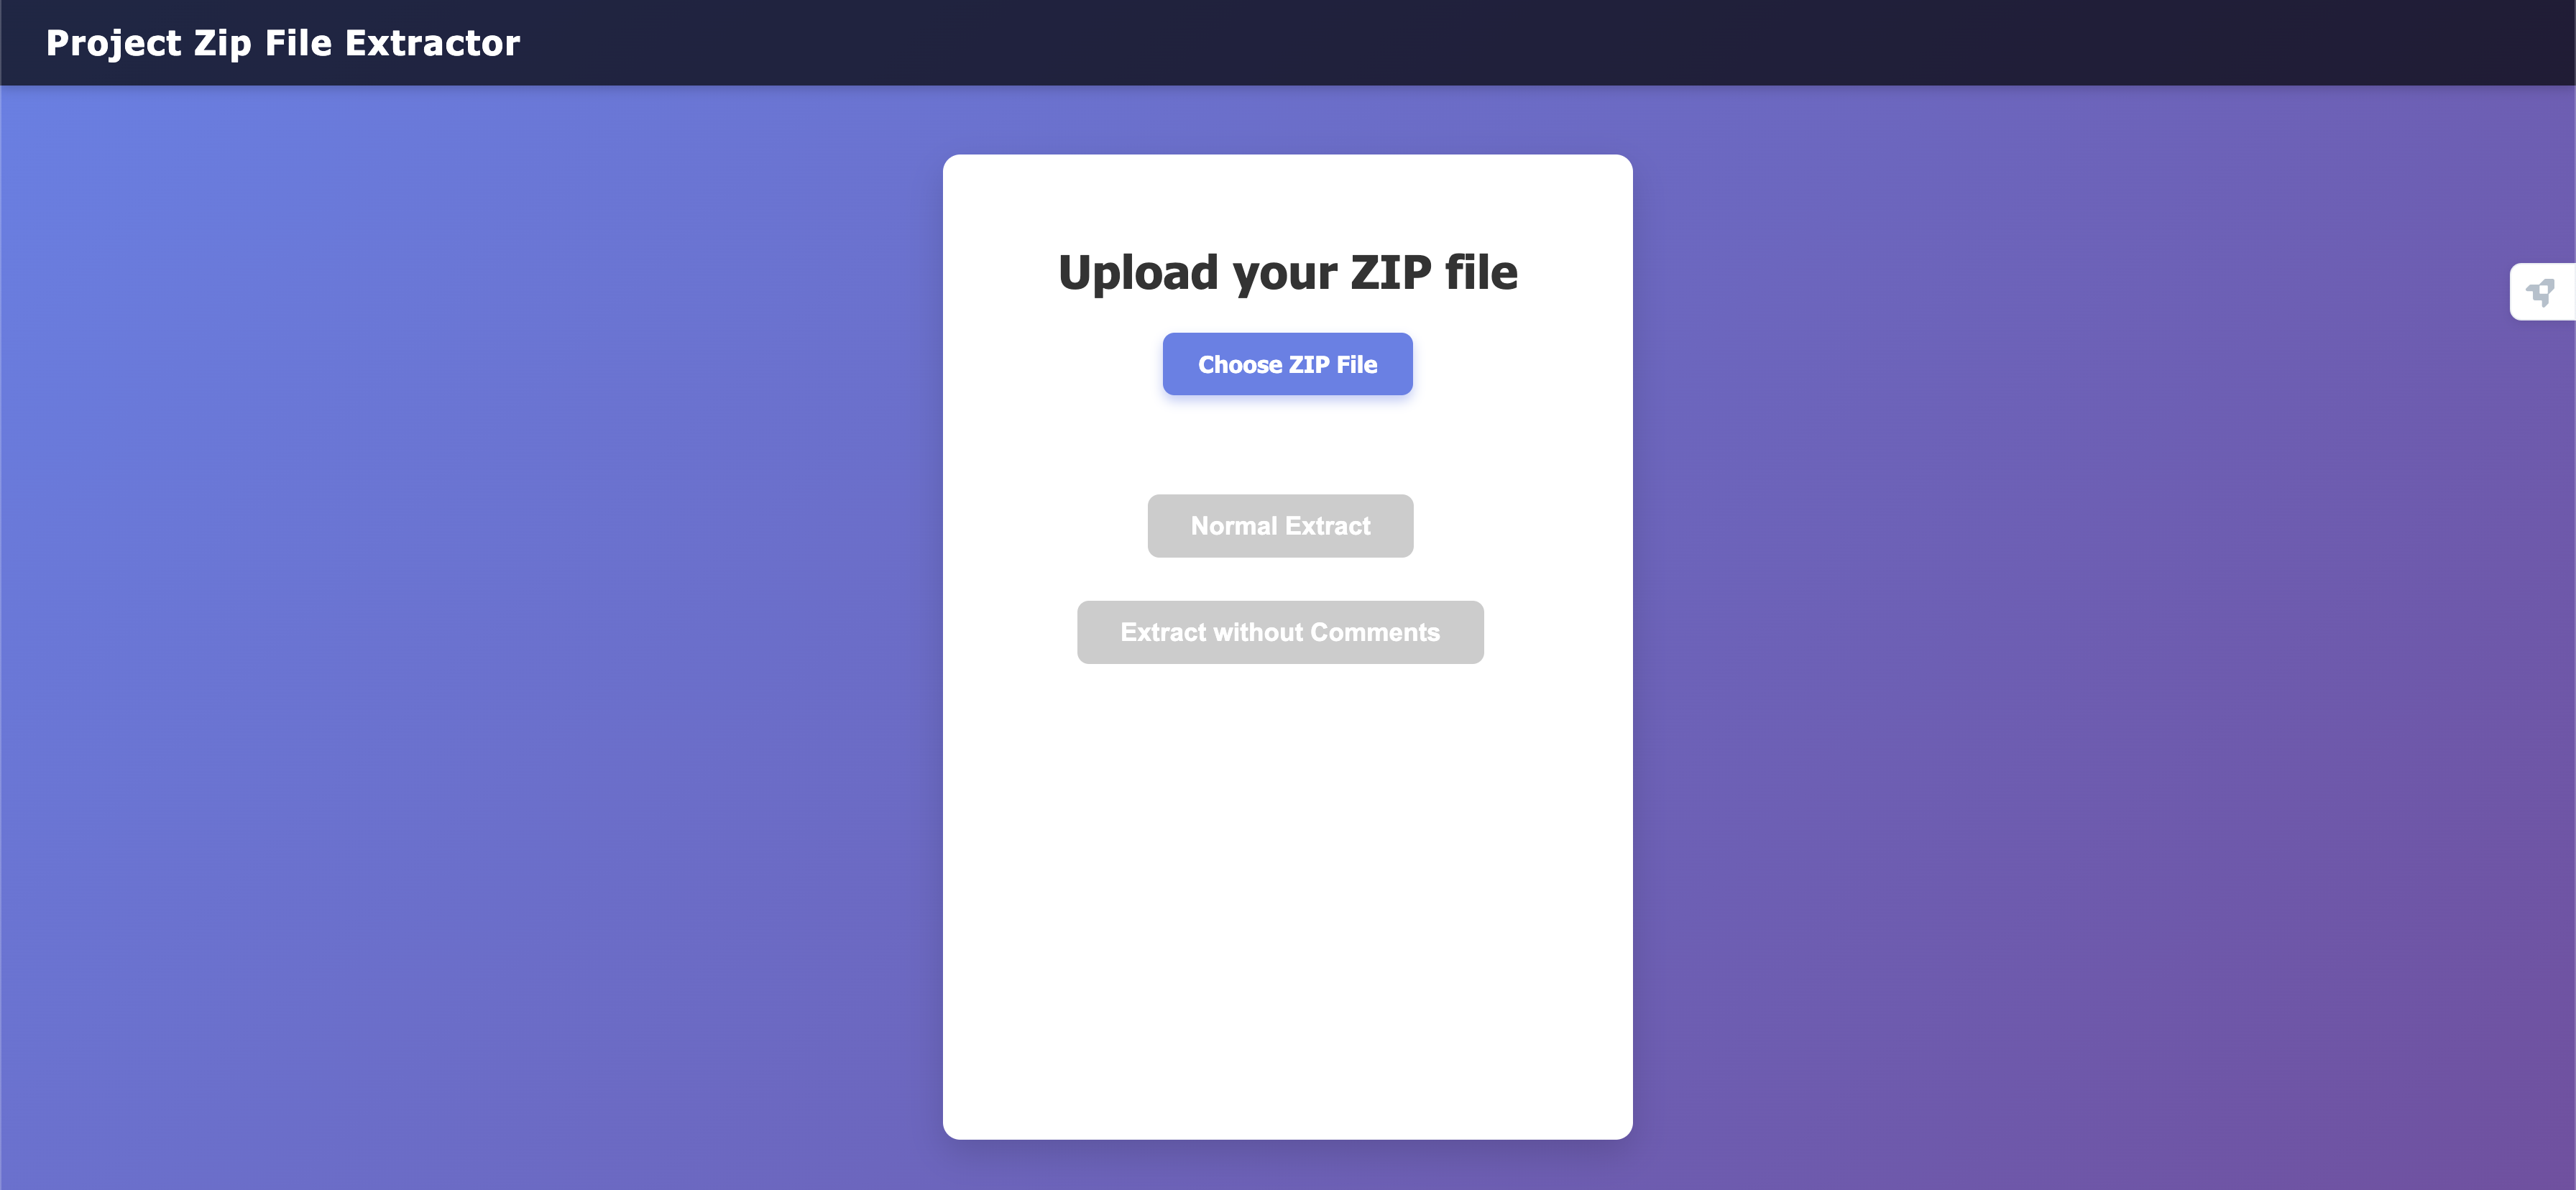 Project Zip File Extractor
Upload your ZIP file
Choose ZIP File
Normal Extract
Extract without Comments